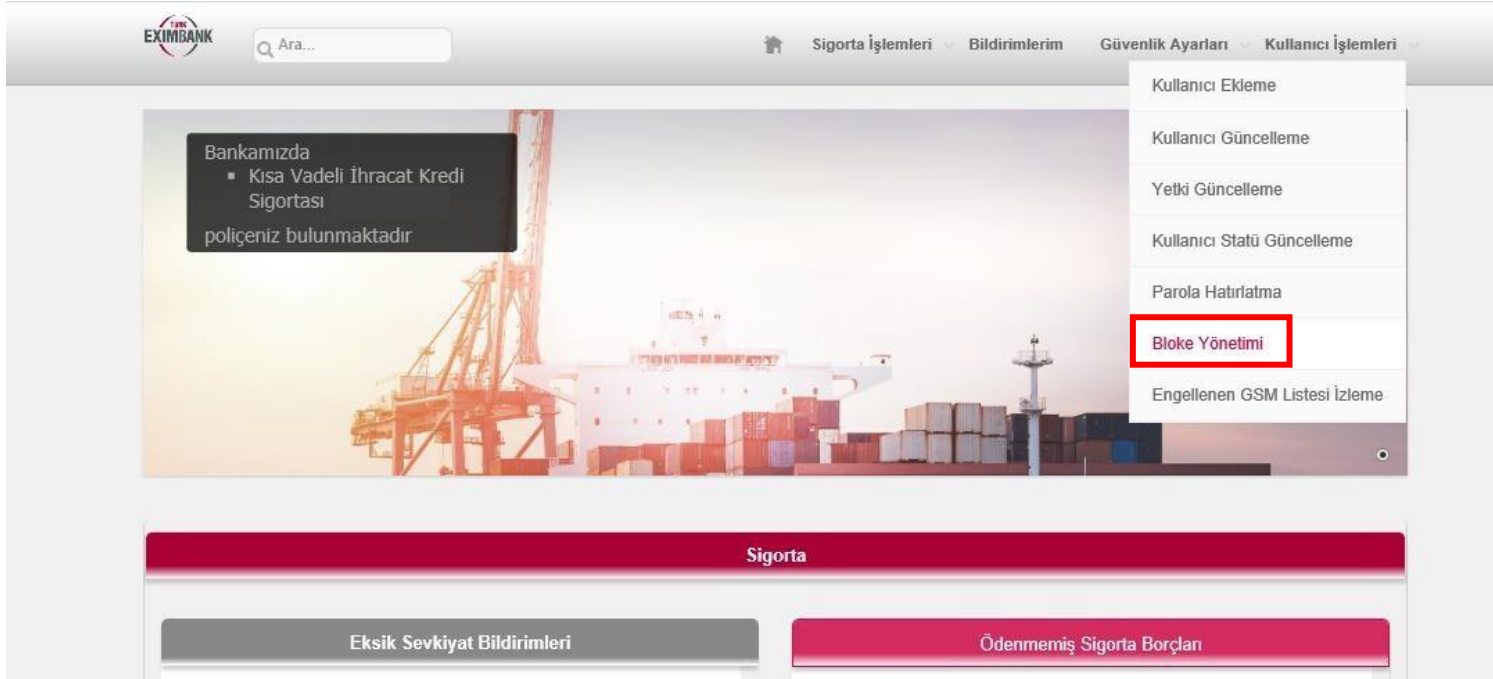 TÜRK
EXIMBANK
Ara...
Sigorta İşlemleri
Bildirimlerim
Güvenlik Ayarları
Kullanıcı İşlemleri
Kullanıcı Ekleme
Kullanıcı Güncelleme
Yetki Güncelleme
Kullanıcı Statü Güncelleme
Parola Hatırlatma
Bloke Yönetimi
Engellenen GSM Listesi İzleme
Bankamızda
▪ Kısa Vadeli İhracat Kredi
Sigortası
poliçeniz bulunmaktadır
Sigorta
Eksik Sevkiyat Bildirimleri
Ödenmemiş Sigorta Borçları